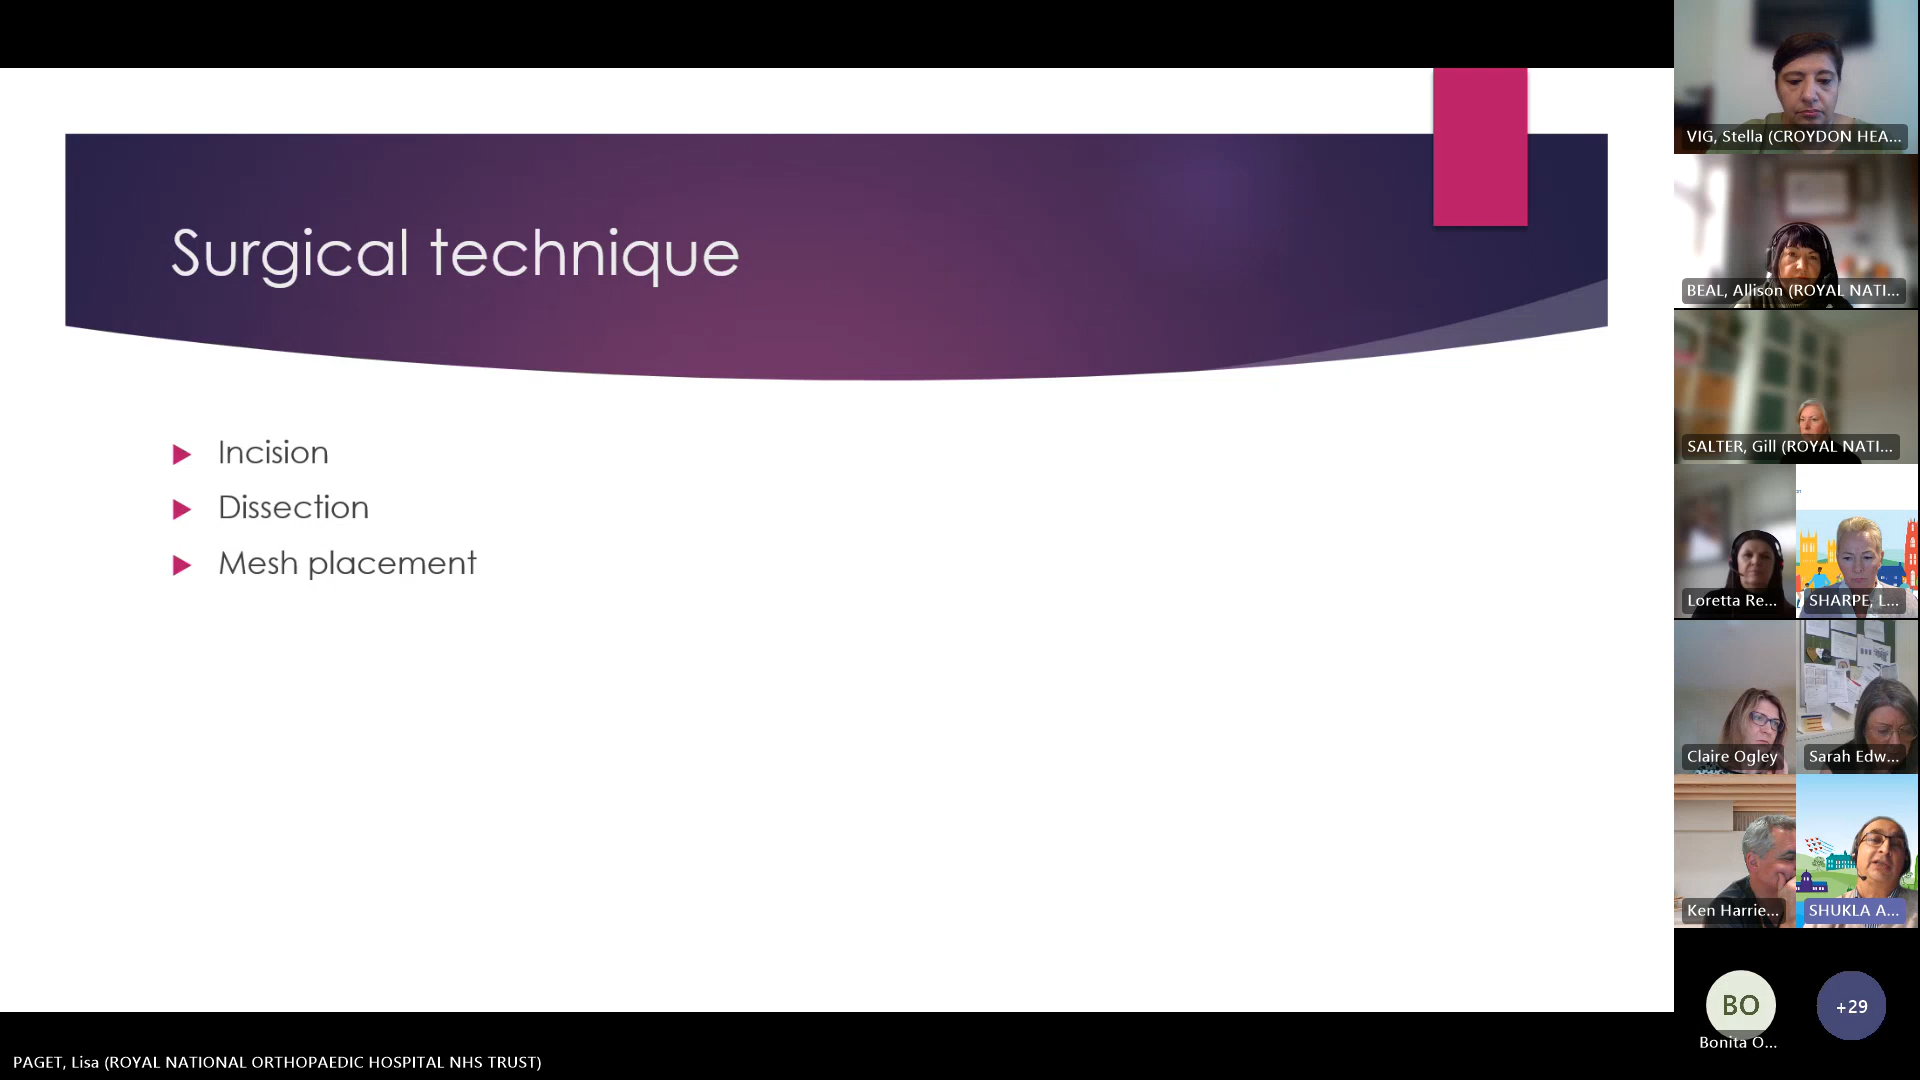 Surgical technique
Incision
Dissection
Mesh placement
VIG, Stella (CROYDON HEA...
BEAL, Allison (ROYAL NATI...
SALTER, Gill (ROYAL NATI...
Loretta Re...
SHARPE, L...
Claire Ogley
Sarah Edw...
Ken Harrie...
SHUKLA A...
BO
+29
Bonita O...
PAGET, Lisa (ROYAL NATIONAL ORTHOPAEDIC HOSPITAL NHS TRUST)